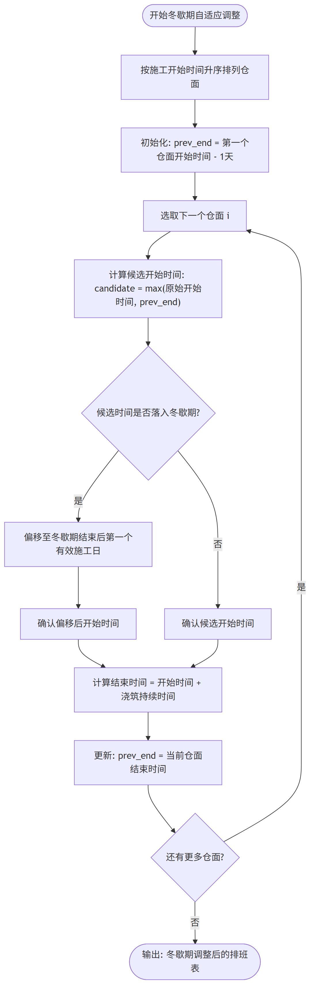 开始冬歇期自适应调整
按施工开始时间升序排列仓
面
初始化: prev_end = 第一个
仓面开始时间 - 1天
选取下一个仓面 i
计算候选开始时间:
candidate = max(原始开始
时间, prev_end)
候选时间是否落入冬歇期?
是
偏移至冬歇期结束后第一个
有效施工日
否
是
确认偏移后开始时间
确认候选开始时间
计算结束时间 = 开始时间 +
浇筑持续时间
更新: prev_end = 当前仓面
结束时间
还有更多仓面?
否
输出: 冬歇期调整后的排班
表